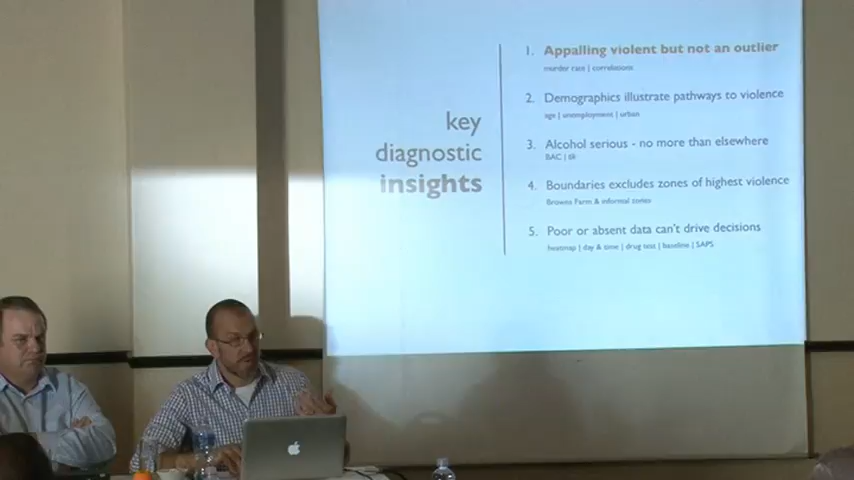 key
diagnostic
insights
1. Appalling violent but not an outlier
murder rate | correlations
2. Demographics illustrate pathways to violence
age | unemployment | urban
3. Alcohol serious - no more than elsewhere
BAC | tik
4. Boundaries excludes zones of highest violence
Browns Farm & informal zones
5. Poor or absent data can't drive decisions
heatmap | day & time | drug test | baseline | SAPS